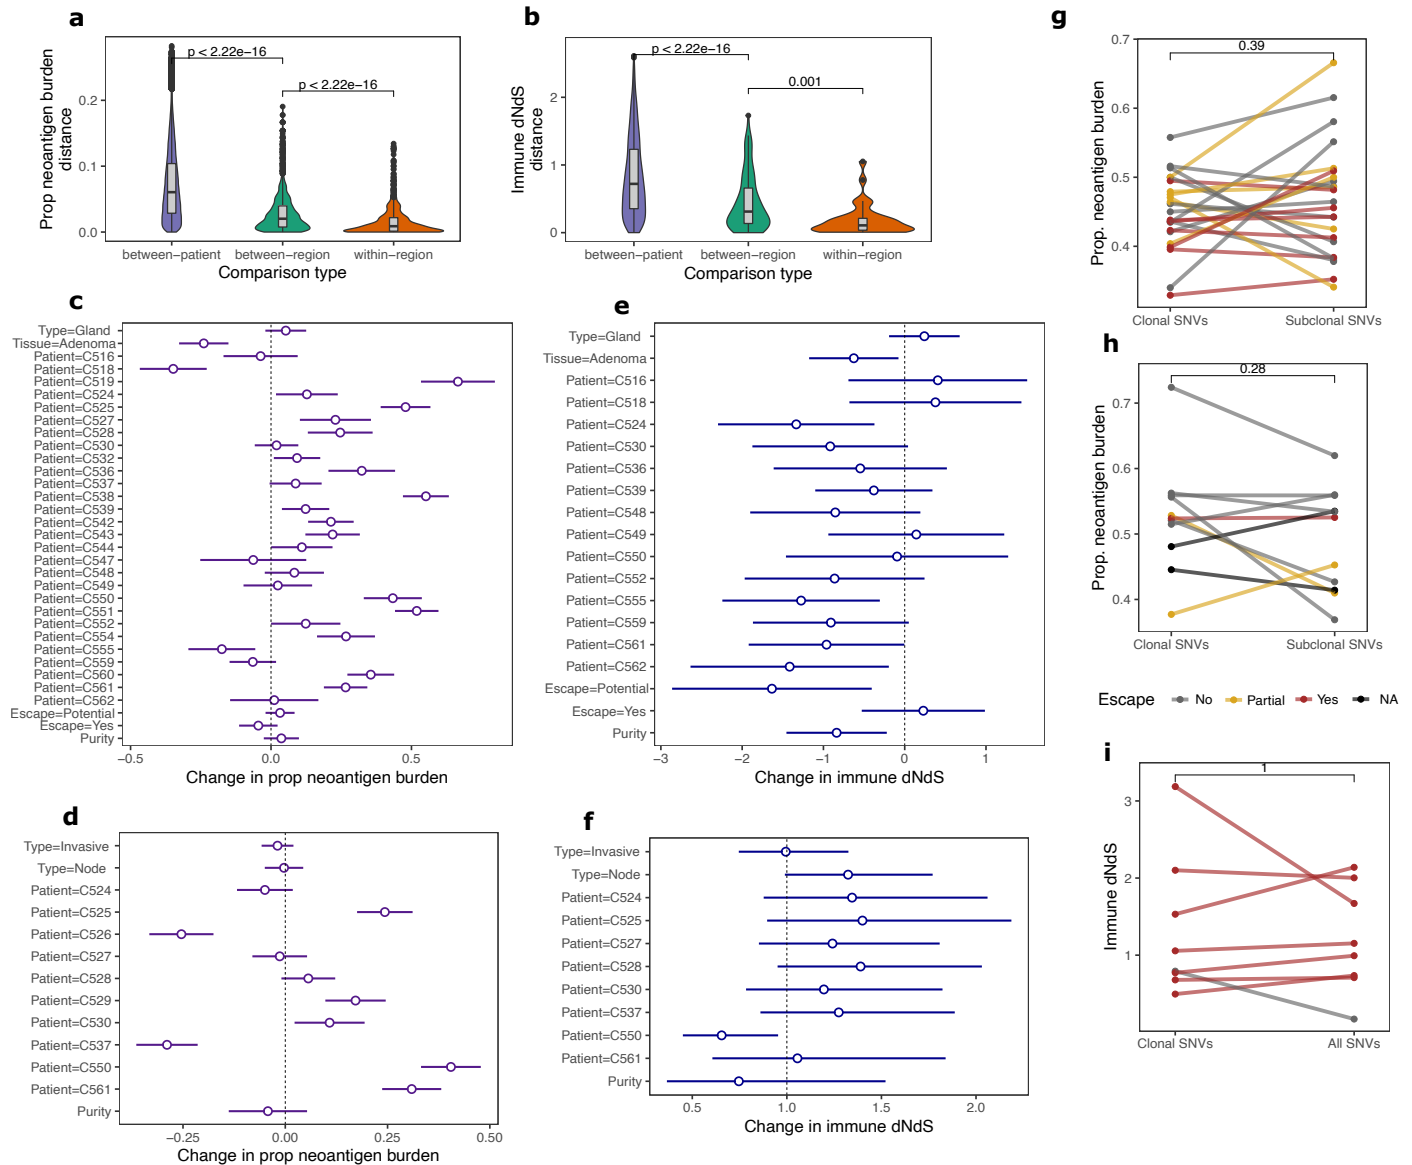 a
Prop neoantigen burden
distance
0.2
0.1
0.0
p < 2.22e−16
p < 2.22e−16
between−patient
between−region
within−region
Comparison type
b
Immune dNdS
distance
2
1
0
p < 2.22e−16
0.001
between−patient
between−region
within−region
Comparison type
g
Prop. neoantigen burden
0.7
0.6
0.5
0.4
0.39
Clonal SNVs
Subclonal SNVs
c
Type=Gland
Tissue=Adenoma
Patient=C516
Patient=C518
Patient=C519
Patient=C524
Patient=C525
Patient=C527
Patient=C528
Patient=C530
Patient=C532
Patient=C536
Patient=C537
Patient=C538
Patient=C539
Patient=C542
Patient=C543
Patient=C544
Patient=C547
Patient=C548
Patient=C549
Patient=C550
Patient=C551
Patient=C552
Patient=C554
Patient=C555
Patient=C559
Patient=C560
Patient=C561
Patient=C562
Escape=Potential
Escape=Yes
Purity
−0.5
0.0
0.5
Change in prop neoantigen burden
e
Type=Gland
Tissue=Adenoma
Patient=C516
Patient=C518
Patient=C524
Patient=C530
Patient=C536
Patient=C539
Patient=C548
Patient=C549
Patient=C550
Patient=C552
Patient=C555
Patient=C559
Patient=C561
Patient=C562
Escape=Potential
Escape=Yes
Purity
−3
−2
−1
0
1
Change in immune dNdS
h
Prop. neoantigen burden
0.7
0.6
0.5
0.4
0.28
Clonal SNVs
Subclonal SNVs
Escape
No
Partial
Yes
NA
d
Type=Invasive
Type=Node
Patient=C524
Patient=C525
Patient=C526
Patient=C527
Patient=C528
Patient=C529
Patient=C530
Patient=C537
Patient=C550
Patient=C561
Purity
−0.25
0.00
0.25
0.50
Change in prop neoantigen burden
f
Type=Invasive
Type=Node
Patient=C524
Patient=C525
Patient=C527
Patient=C528
Patient=C530
Patient=C537
Patient=C550
Patient=C561
Purity
0.5
1.0
1.5
2.0
Change in immune dNdS
i
Immune dNdS
3
2
1
1
Clonal SNVs
All SNVs